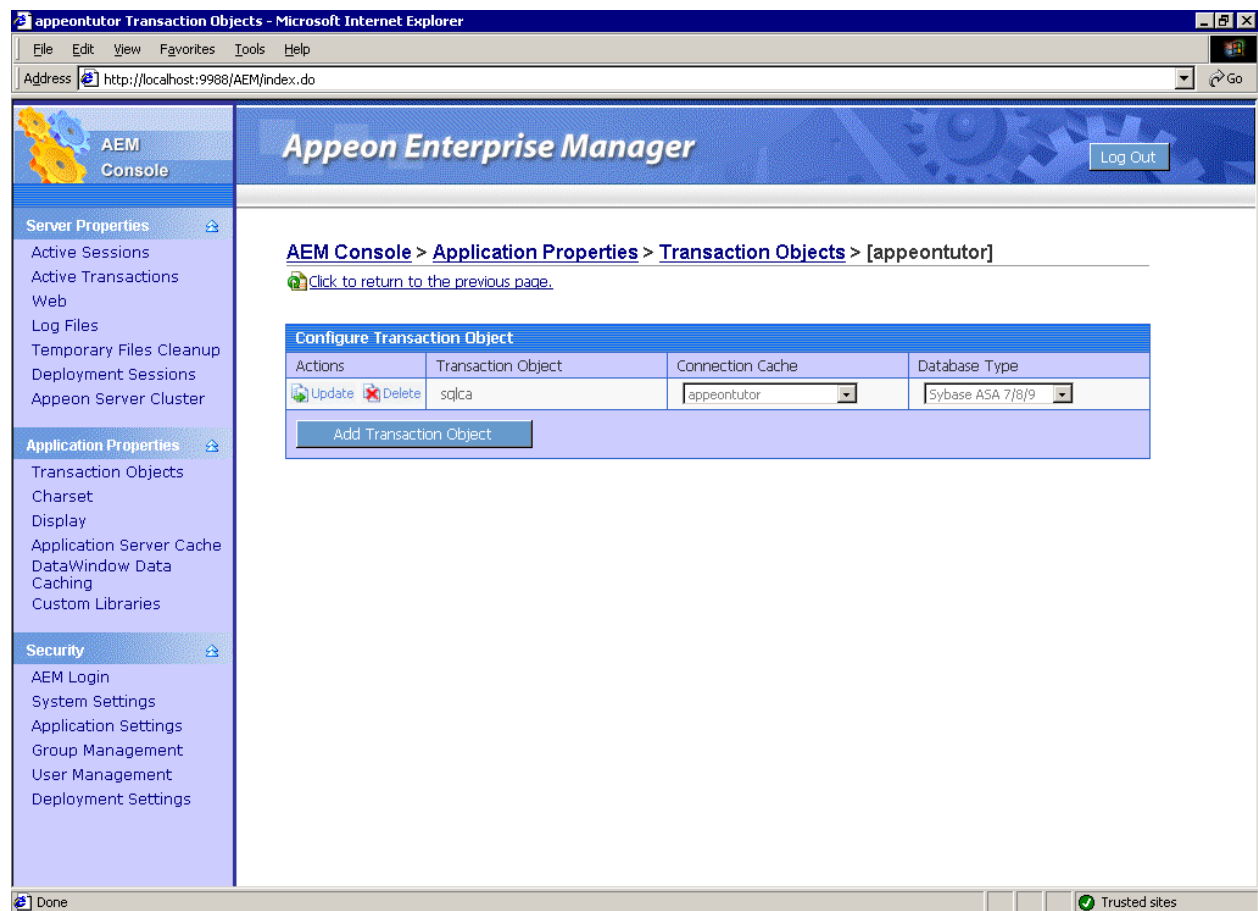 appeontutor Transaction Objects - Microsoft Internet Explorer
File Edit View Favorites Tools Help
Address http://localhost:9988/AEM/index.do Go
AEM
Console
Appeon Enterprise Manager
Log Out
Server Properties
Active Sessions
Active Transactions
Web
Log Files
Temporary Files Cleanup
Deployment Sessions
Appeon Server Cluster
Application Properties
Transaction Objects
Charset
Display
Application Server Cache
DataWindow Data
Caching
Custom Libraries
Security
AEM Login
System Settings
Application Settings
Group Management
User Management
Deployment Settings
AEM Console > Application Properties > Transaction Objects > [appeontutor]
Click to return to the previous page.
Configure Transaction Object
Actions Transaction Object Connection Cache Database Type
Update Delete sqlca appeontutor Sybase ASA 7/8/9
Add Transaction Object
Done Trusted sites